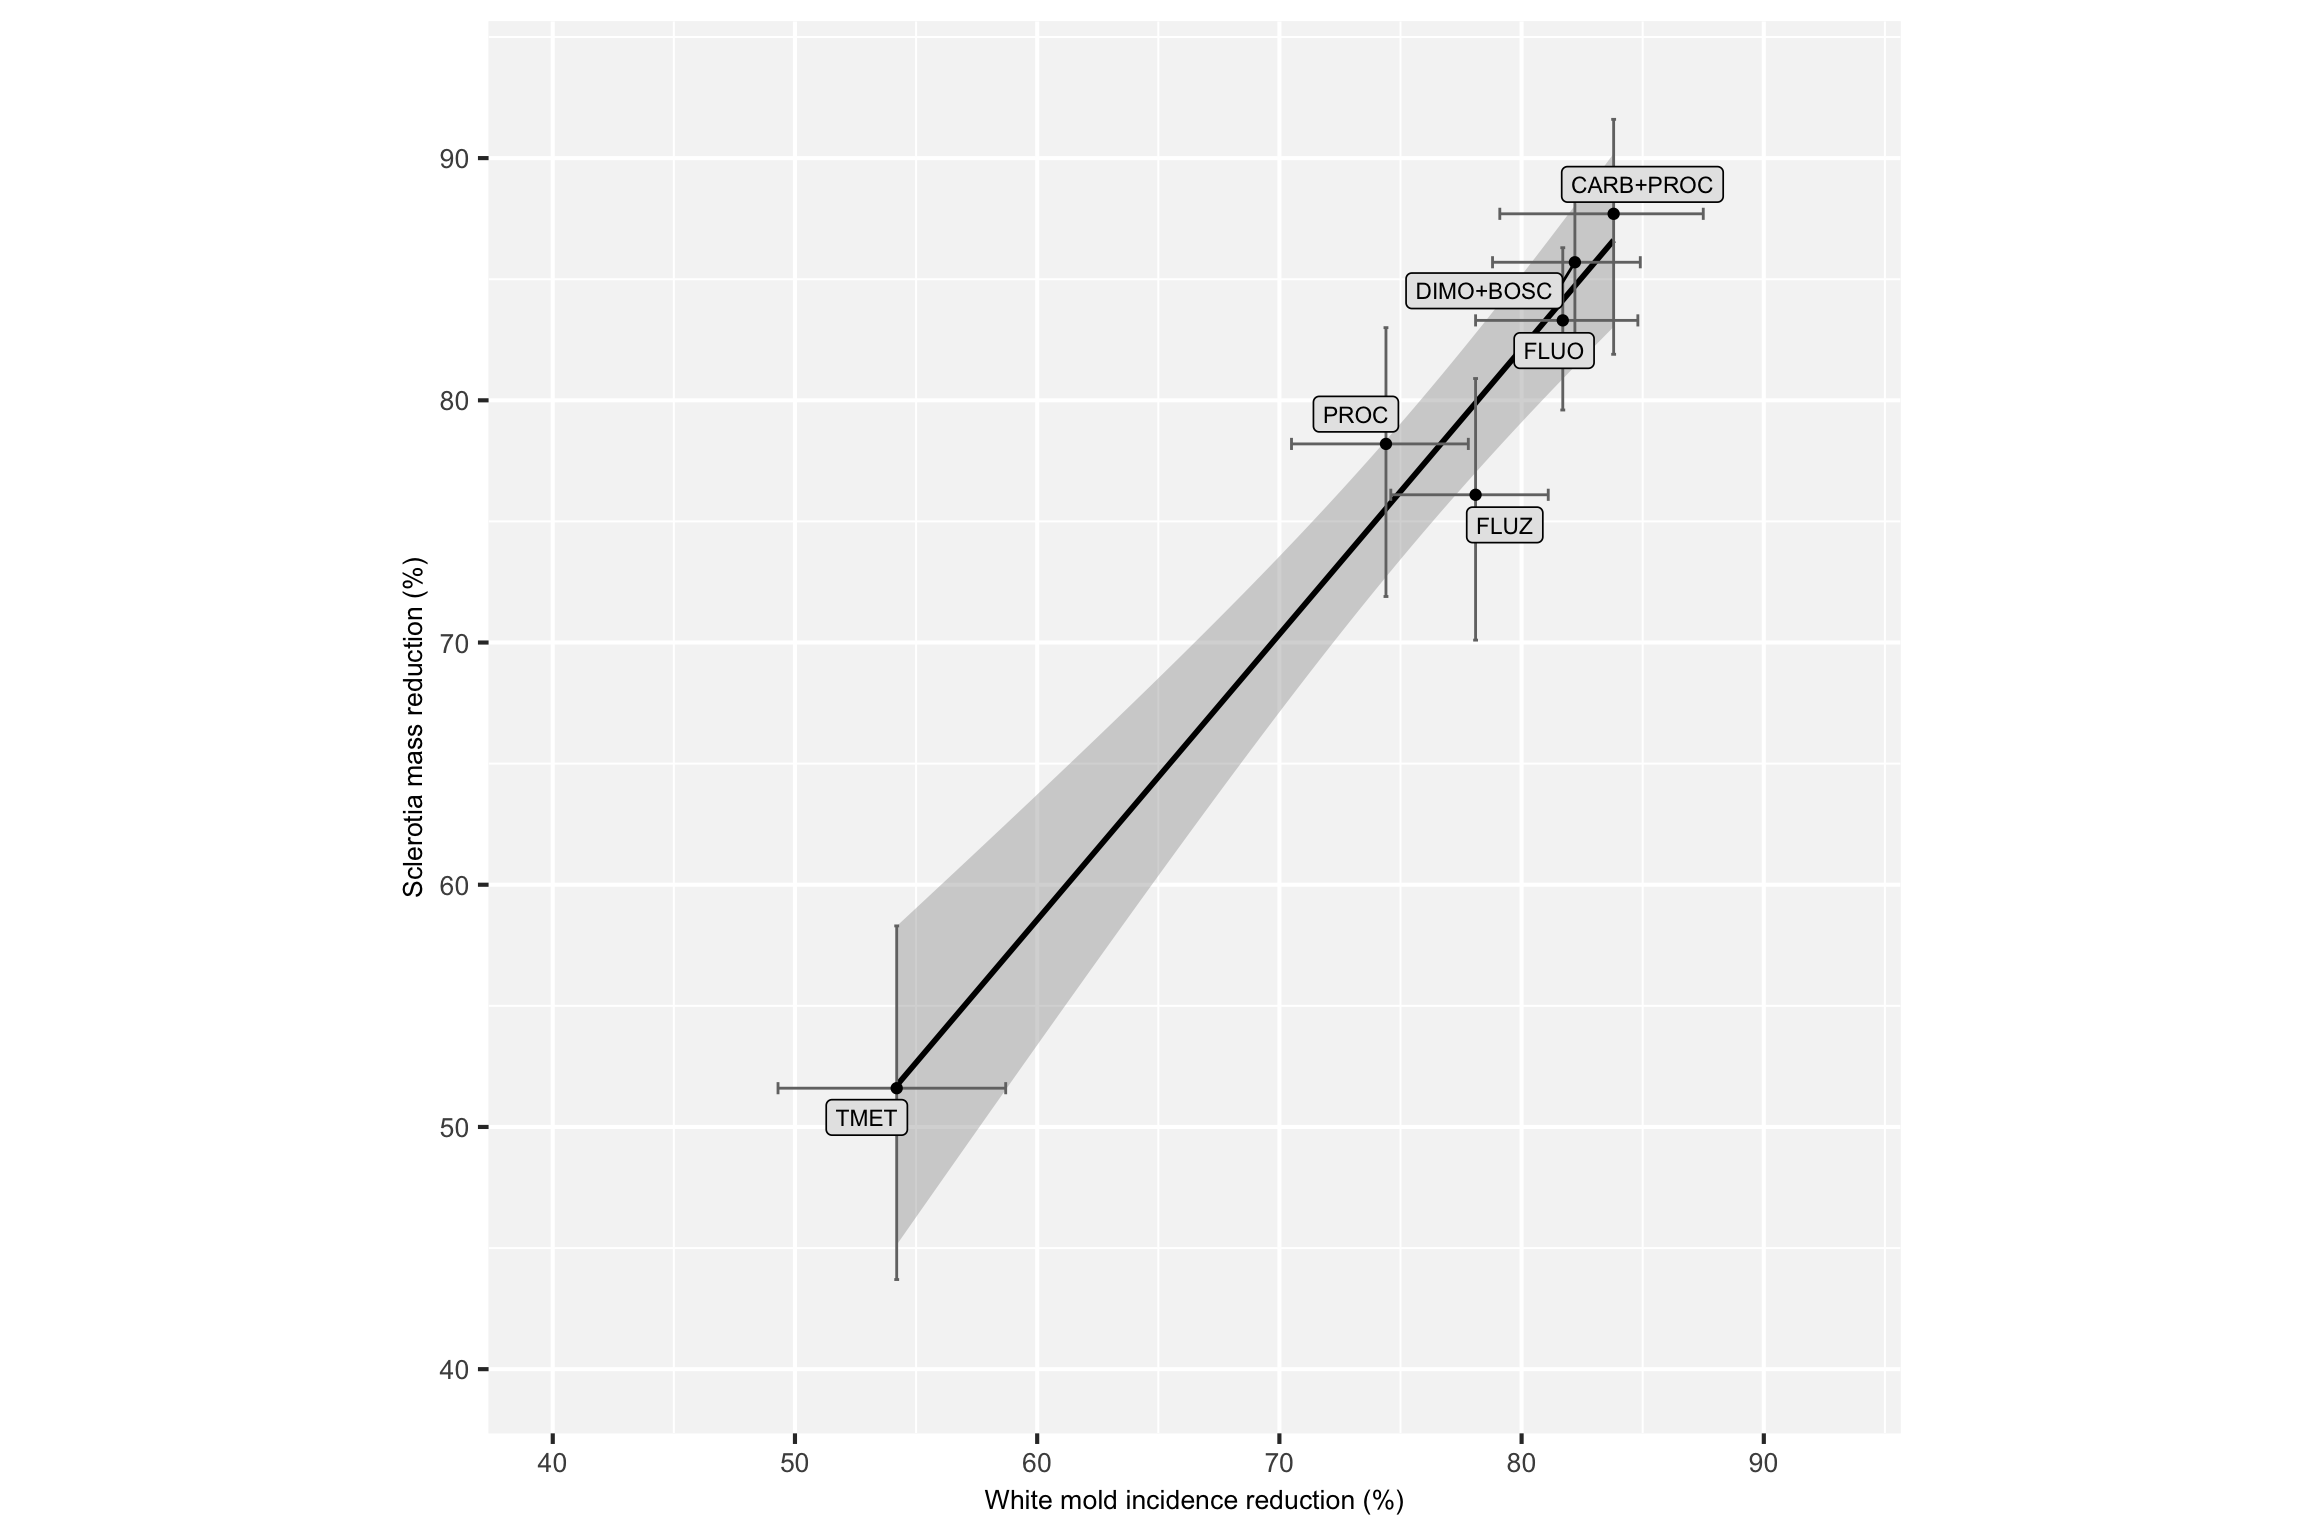 90
80
70
60
50
40
Sclerotia mass reduction (%)
CARB+PROC
DIMO+BOSC
FLUO
PROC
FLUZ
TMET
40 50 60 70 80 90
White mold incidence reduction (%)